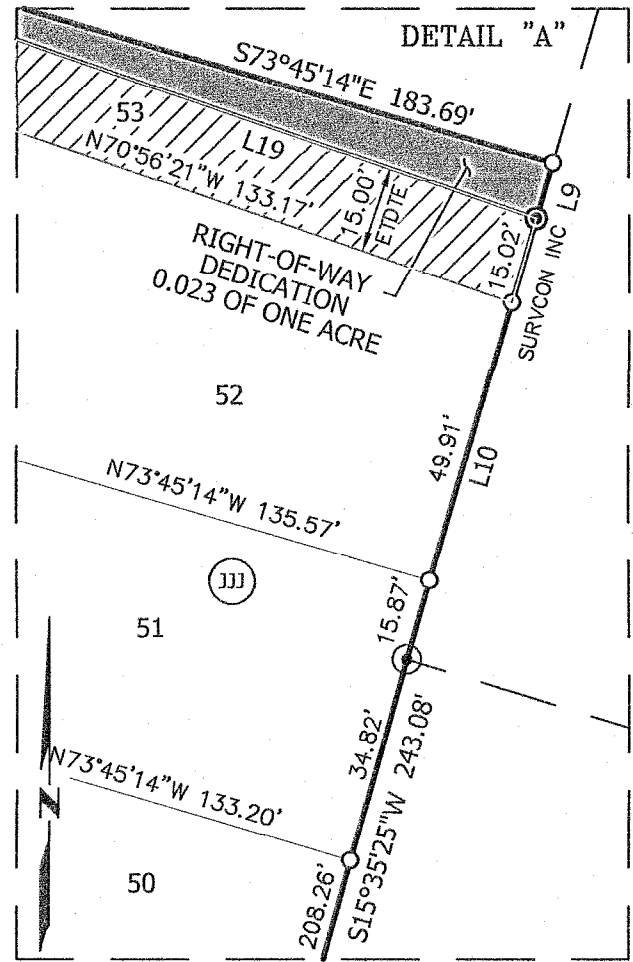 DETAIL "A"
S73°45'14"E 183.69'
53
L19
N70°56'21"W 133.17'
15.00'
ETDTE
L9
15.02'
SURVCON INC
RIGHT-OF-WAY
DEDICATION
0.023 OF ONE ACRE
52
49.91'
L10
N73°45'14"W 135.57'
JJJ
51
15.87'
34.82'
S15°35'25"W 243.08'
N73°45'14"W 133.20'
N
50
208.26'